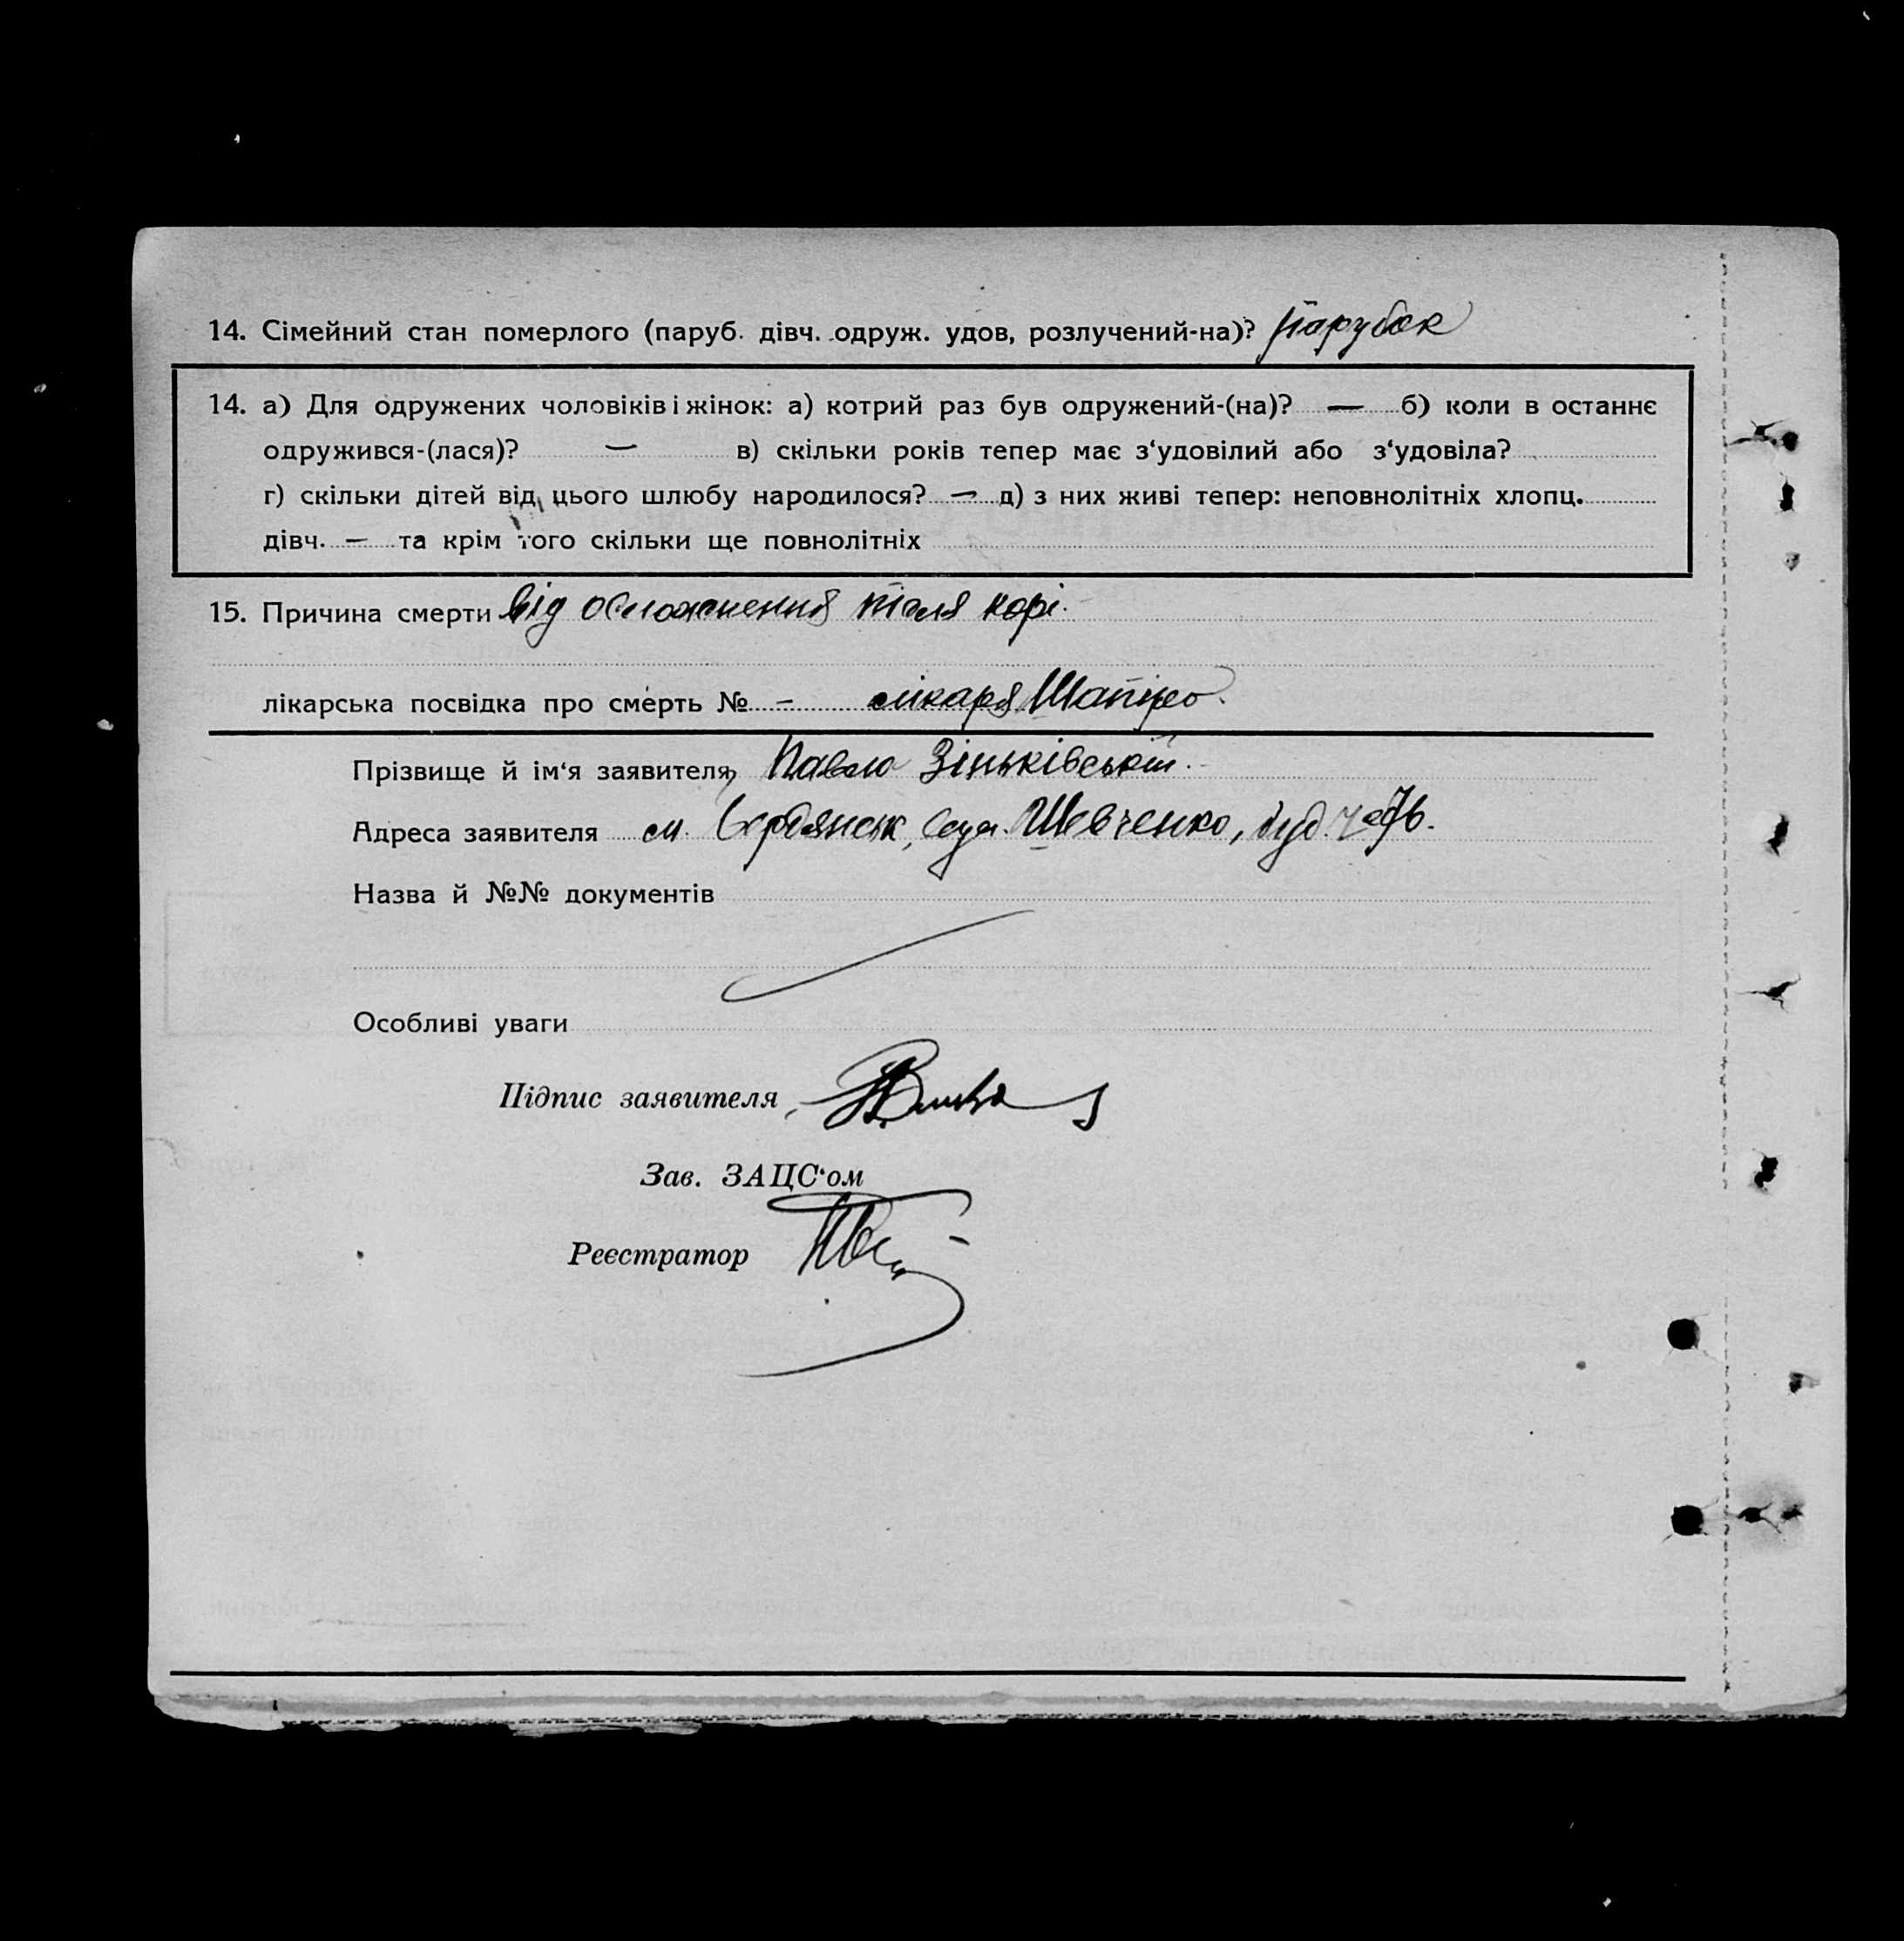 14. Сімейний стан померлого (паруб. дівч. одруж. удов, розлучений-на)? парубок
14. а) Для одружених чоловіків і жінок: а) котрий раз був одружений-(на)? — б) коли в останнє
одружився-(лася)? — в) скільки років тепер має з‘удовілий або з‘удовіла?
г) скільки дітей від цього шлюбу народилося? — д) з них живі тепер: неповнолітніх хлопц.
дівч. — та крім того скільки ще повнолітніх
15. Причина смерти від осложнення після корі.
лікарська посвідка про смерть № – лікаря Шапіро.
Прізвище й ім‘я заявителя Павло Зіньківський.
Адреса заявителя м. Бердянськ, вул. Шевченко, буд. 76.
Назва й №№ документів
Особливі уваги
Підпис заявителя
Зав. ЗАЦС‘ом
Реєстратор